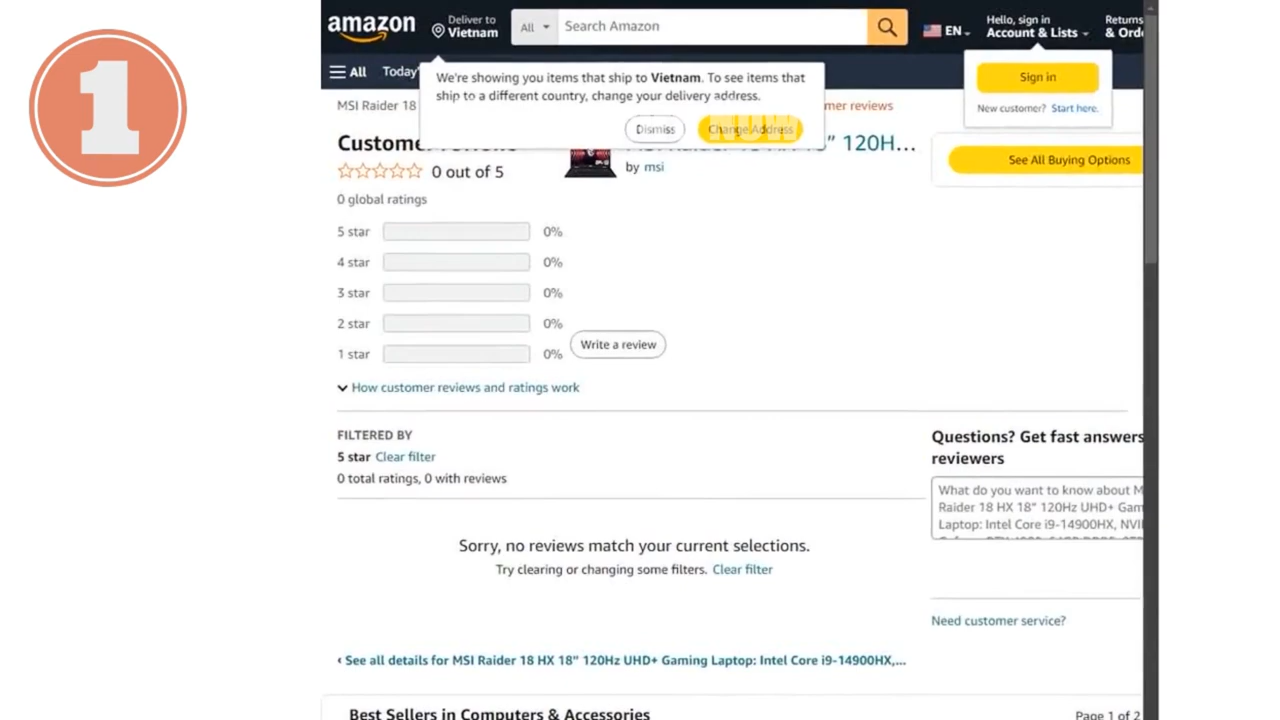 1
amazon
Deliver to
Vietnam
All
Search Amazon
EN
Hello, sign in
Account & Lists
Returns
& Orde
All
Today'
We're showing you items that ship to Vietnam. To see items that
ship to a different country, change your delivery address.
Dismiss
Change Address
NOW
Sign in
New customer? Start here.
MSI Raider 18
mer reviews
Custome
120H...
by msi
See All Buying Options
0 out of 5
0 global ratings
5 star 0%
4 star 0%
3 star 0%
2 star 0%
1 star 0%
Write a review
How customer reviews and ratings work
FILTERED BY
5 star Clear filter
0 total ratings, 0 with reviews
Questions? Get fast answers
reviewers
What do you want to know about M
Raider 18 HX 18” 120Hz UHD+ Gam
Laptop: Intel Core i9-14900HX, NVI
Sorry, no reviews match your current selections.
Try clearing or changing some filters. Clear filter
Need customer service?
‹ See all details for MSI Raider 18 HX 18” 120Hz UHD+ Gaming Laptop: Intel Core i9-14900HX,...
Best Sellers in Computers & Accessories
Page 1 of 2